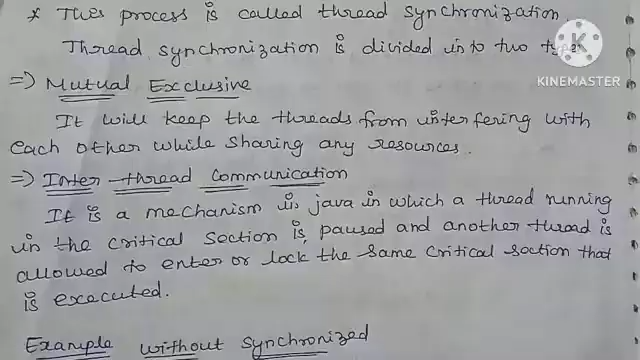 * This process is called thread synchronization.
Thread synchronization is divided in to two types
=) Mutual Exclusive
It will keep the threads from interfering with
each other while sharing any resources.
=) Inter-thread Communication
It is a mechanism in java in which a thread running
in the critical section is paused and another thread is
allowed to enter or lock the same critical section that
is executed.
Example without synchronized
KINEMASTER